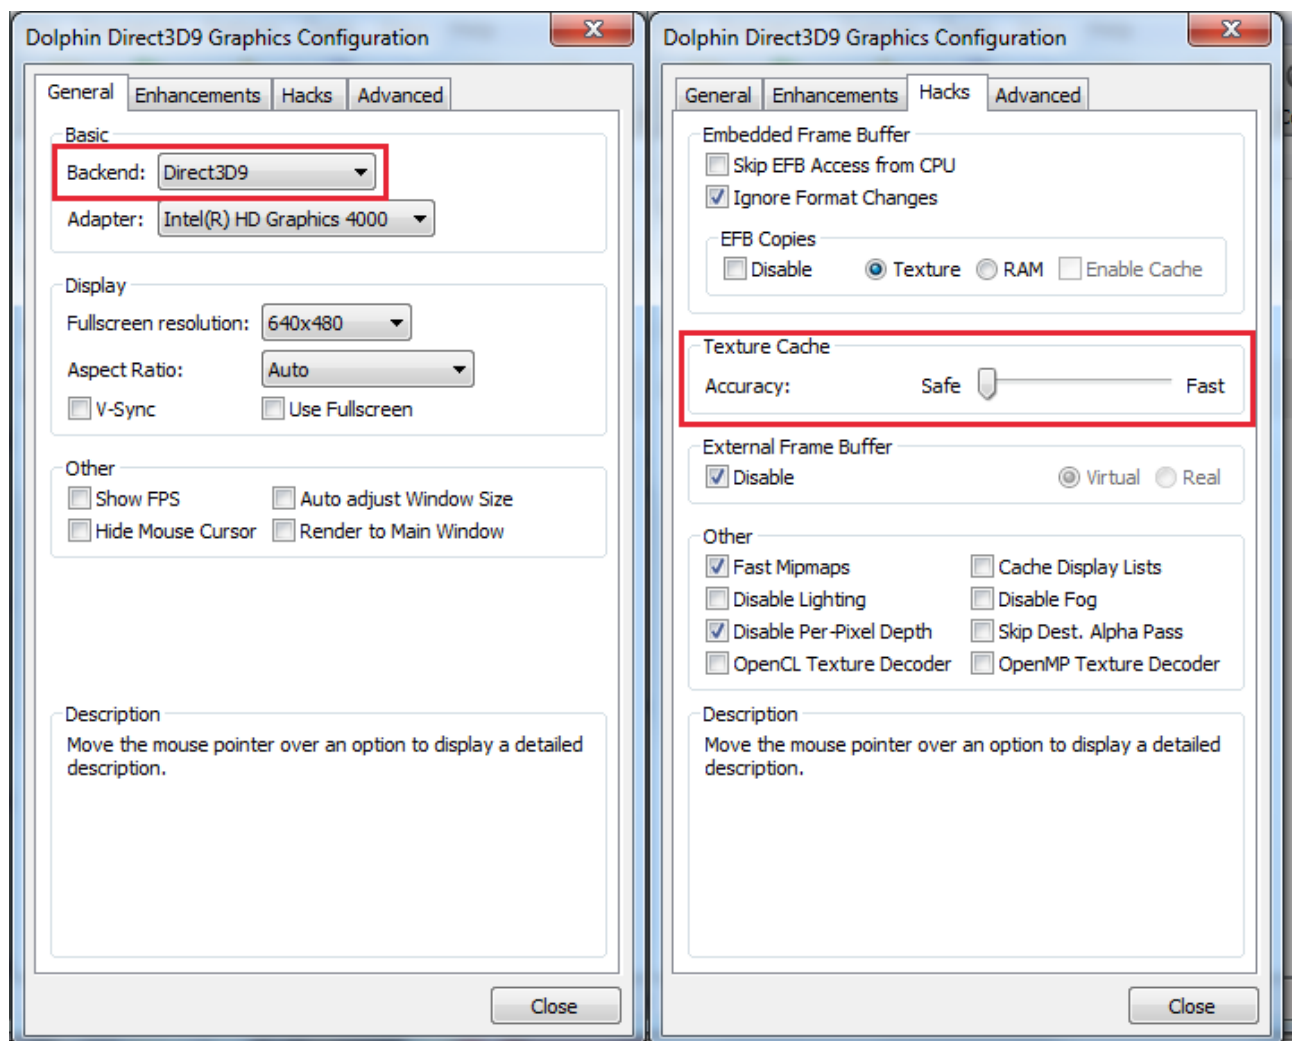 Dolphin Direct3D9 Graphics Configuration
General Enhancements Hacks Advanced
Basic
Backend: Direct3D9
Adapter: Intel(R) HD Graphics 4000
Display
Fullscreen resolution: 640x480
Aspect Ratio: Auto
V-Sync Use Fullscreen
Other
Show FPS Auto adjust Window Size
Hide Mouse Cursor Render to Main Window
Description
Move the mouse pointer over an option to display a detailed
description.
Close
Dolphin Direct3D9 Graphics Configuration
General Enhancements Hacks Advanced
Embedded Frame Buffer
Skip EFB Access from CPU
Ignore Format Changes
EFB Copies
Disable Texture RAM Enable Cache
Texture Cache
Accuracy: Safe Fast
External Frame Buffer
Disable Virtual Real
Other
Fast Mipmaps Cache Display Lists
Disable Lighting Disable Fog
Disable Per-Pixel Depth Skip Dest. Alpha Pass
OpenCL Texture Decoder OpenMP Texture Decoder
Description
Move the mouse pointer over an option to display a detailed
description.
Close